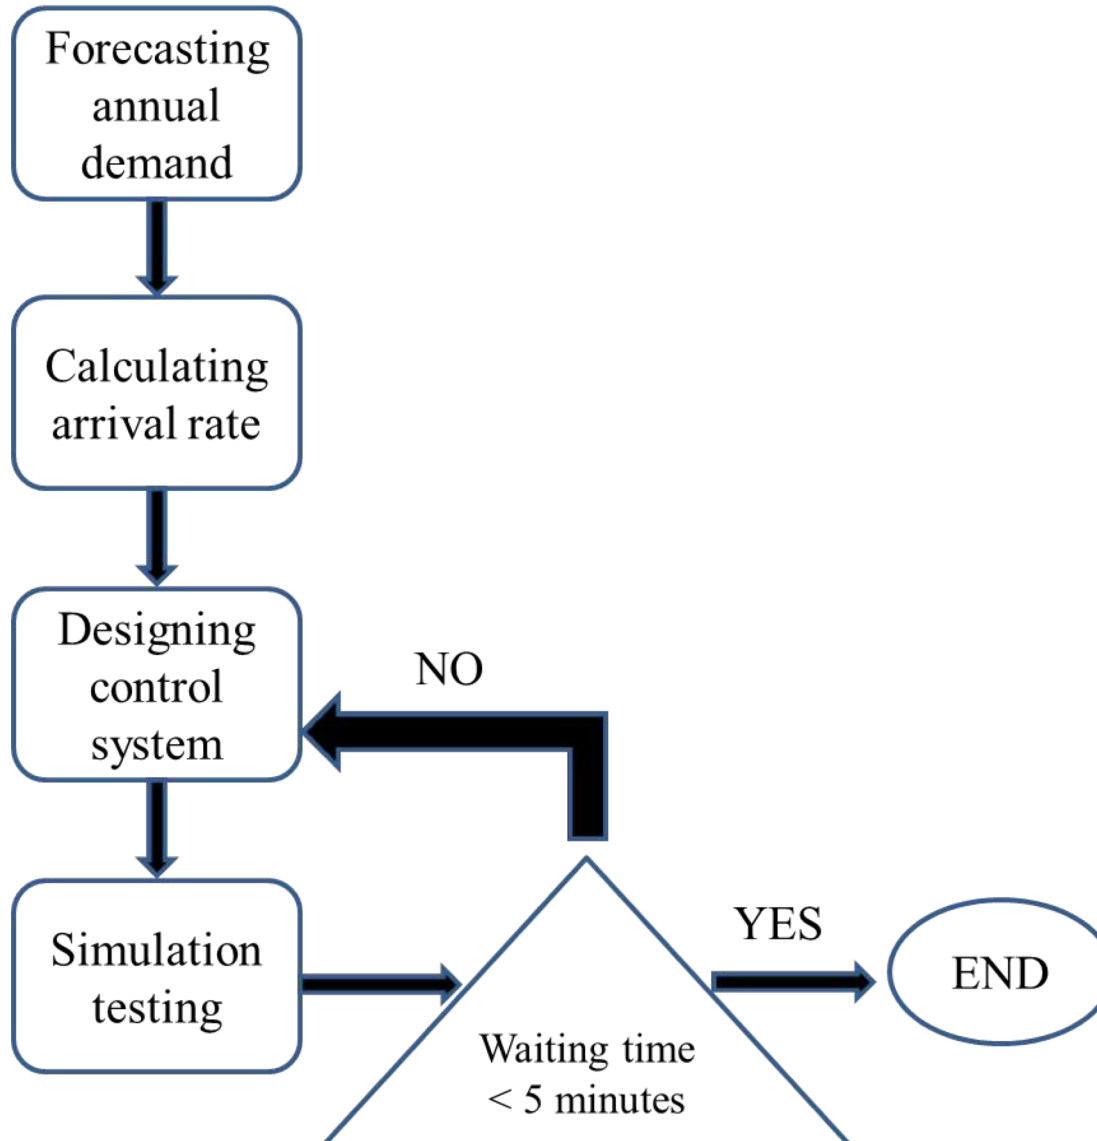 Forecasting
annual
demand
Calculating
arrival rate
Designing
control
system
NO
Simulation
testing
Waiting time
< 5 minutes
YES
END